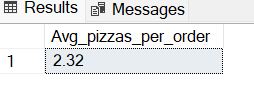 Results Messages
Avg_pizzas_per_order
1 2.32